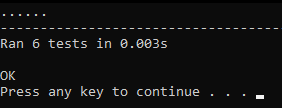 ......
----------------------------------------
Ran 6 tests in 0.003s

OK
Press any key to continue . . .